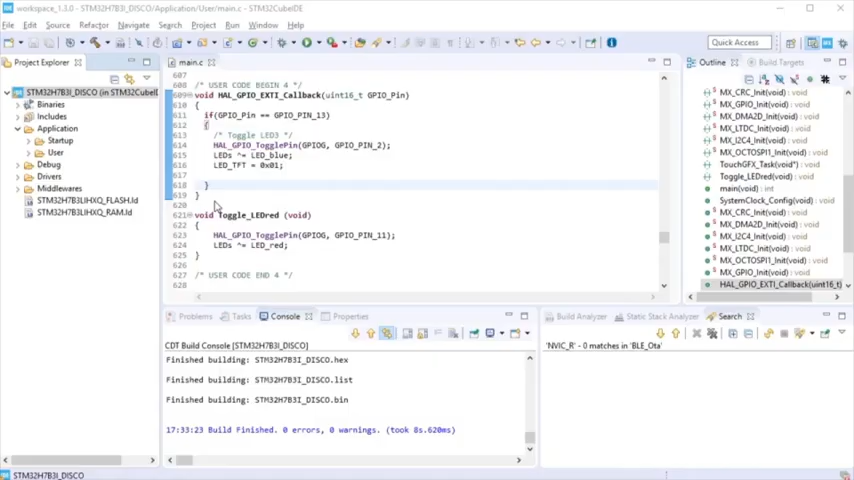 workspace_1.3.0 - STM32H7B3I_DISCO/Application/User/main.c - STM32CubeIDE
File Edit Source Refactor Navigate Search Project Run Window Help
Quick Access
Project Explorer
STM32H7B3I_DISCO (in STM32CubeI
Binaries
Includes
Application
Startup
User
Debug
Drivers
Middlewares
STM32H7B3LIHXQ_FLASH.ld
STM32H7B3LIHXQ_RAM.ld
main.c
607
608 /* USER CODE BEGIN 4 */
609 void HAL_GPIO_EXTI_Callback(uint16_t GPIO_Pin)
610 {
611 if(GPIO_Pin == GPIO_PIN_13)
612 {
613 /* Toggle LED3 */
614 HAL_GPIO_TogglePin(GPIOG, GPIO_PIN_2);
615 LEDs ^= LED_blue;
616 LED_TFT = 0x01;
617
618 }
619 }
620
621 void Toggle_LEDred (void)
622 {
623 HAL_GPIO_TogglePin(GPIOG, GPIO_PIN_11);
624 LEDs ^= LED_red;
625 }
626
627 /* USER CODE END 4 */
628
Outline Build Targets
MX_CRC_Init(void) : void
MX_GPIO_Init(void) : void
MX_DMA2D_Init(void) : void
MX_LTDC_Init(void) : void
MX_I2C4_Init(void) : void
MX_OCTOSPI1_Init(void) : void
TouchGFX_Task(void*) : void
Toggle_LEDred(void) : void
main(void) : int
SystemClock_Config(void) : void
MX_CRC_Init(void) : void
MX_DMA2D_Init(void) : void
MX_I2C4_Init(void) : void
MX_LTDC_Init(void) : void
MX_OCTOSPI1_Init(void) : void
MX_GPIO_Init(void) : void
HAL_GPIO_EXTI_Callback(uint16_t)
Problems Tasks Console Properties
CDT Build Console [STM32H7B3I_DISCO]
Finished building: STM32H7B3I_DISCO.hex
Finished building: STM32H7B3I_DISCO.list
Finished building: STM32H7B3I_DISCO.bin
17:33:23 Build Finished. 0 errors, 0 warnings. (took 8s.620ms)
Build Analyzer Static Stack Analyzer Search
'NVIC_R' - 0 matches in 'BLE_Ota'
STM32H7B3I_DISCO